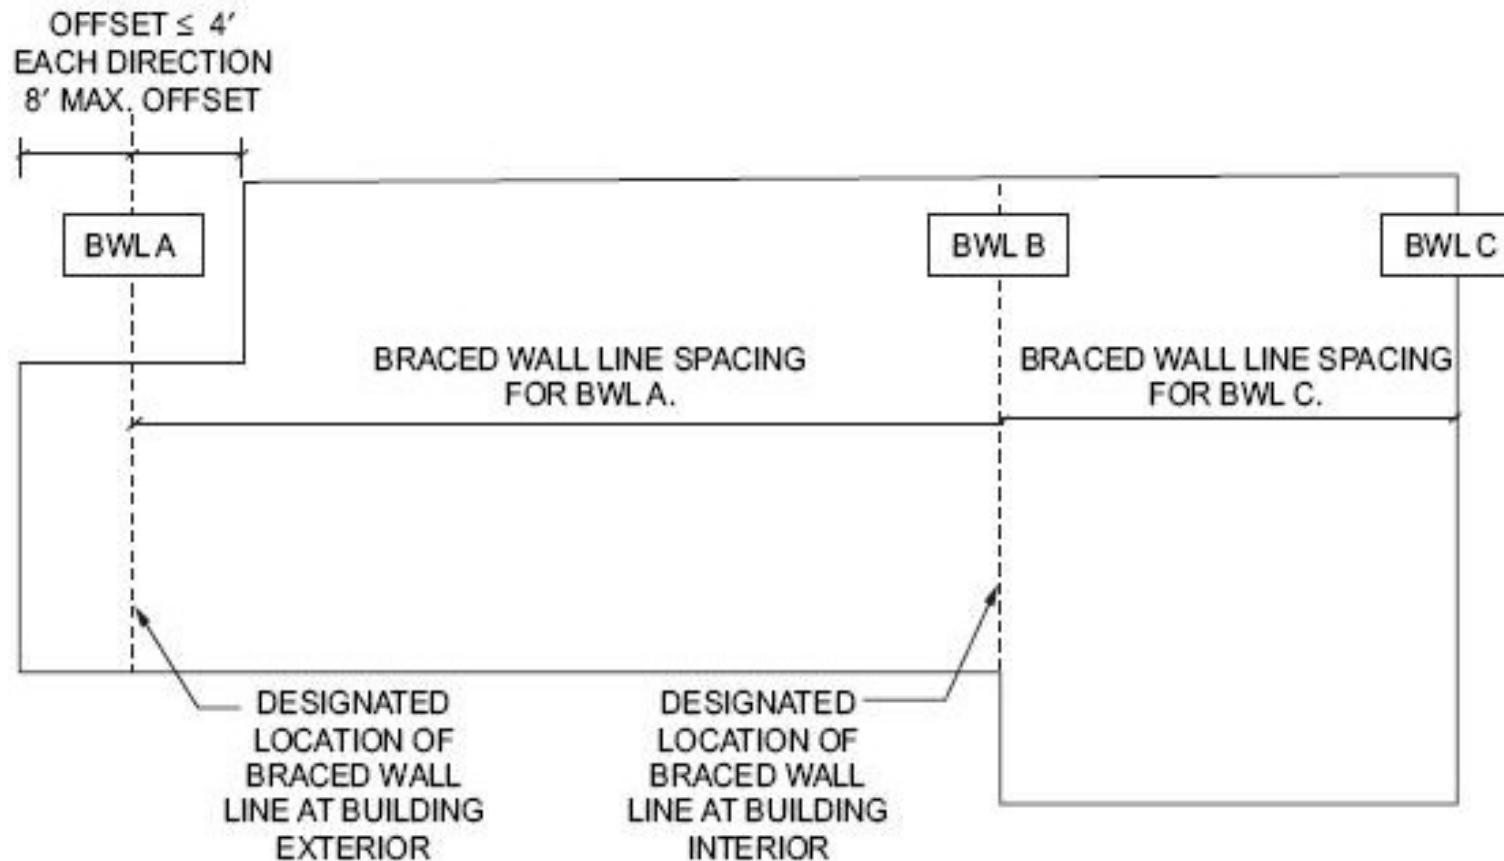 OFFSET ≤ 4′
EACH DIRECTION
8′ MAX. OFFSET
BWL A
BWL B
BWL C
BRACED WALL LINE SPACING
FOR BWL A.
BRACED WALL LINE SPACING
FOR BWL C.
DESIGNATED
LOCATION OF
BRACED WALL
LINE AT BUILDING
EXTERIOR
DESIGNATED
LOCATION OF
BRACED WALL
LINE AT BUILDING
INTERIOR